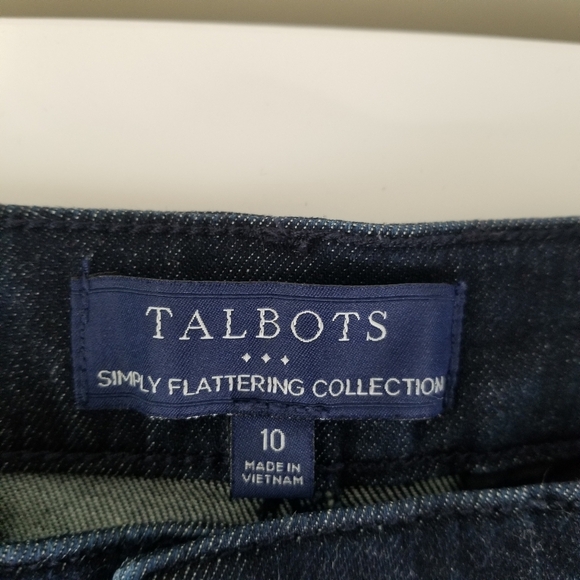 TALBOTS
SIMPLY FLATTERING COLLECTION
10
MADE IN
VIETNAM